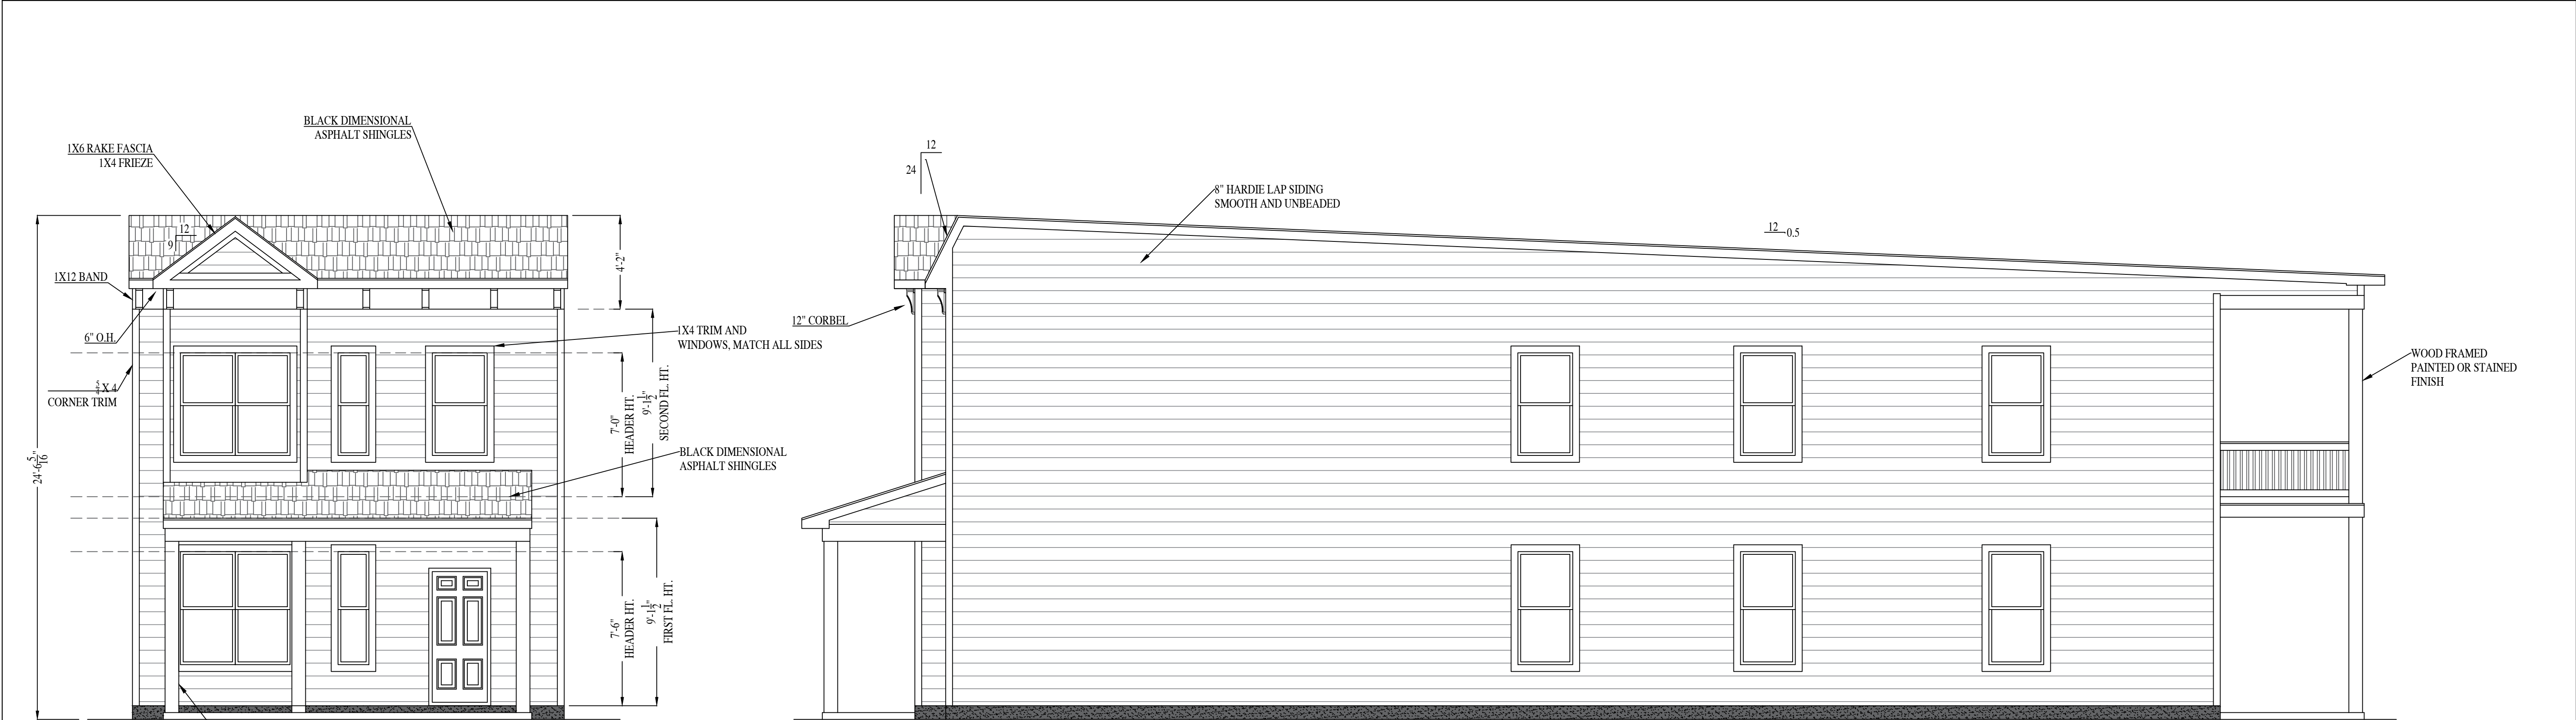 BLACK DIMENSIONAL
ASPHALT SHINGLES
1X6 RAKE FASCIA
1X4 FRIEZE
12
9
1X12 BAND
6" O.H.
5/4 X 4
CORNER TRIM
24'-6 5/16"
4'-2"
1X4 TRIM AND
WINDOWS, MATCH ALL SIDES
7'-0"
HEADER HT.
9'-1 1/2"
SECOND FL. HT.
BLACK DIMENSIONAL
ASPHALT SHINGLES
7'-6"
HEADER HT.
9'-1 1/2"
FIRST FL. HT.
12
24
8" HARDIE LAP SIDING
SMOOTH AND UNBEADED
12
0.5
12" CORBEL
WOOD FRAMED
PAINTED OR STAINED
FINISH